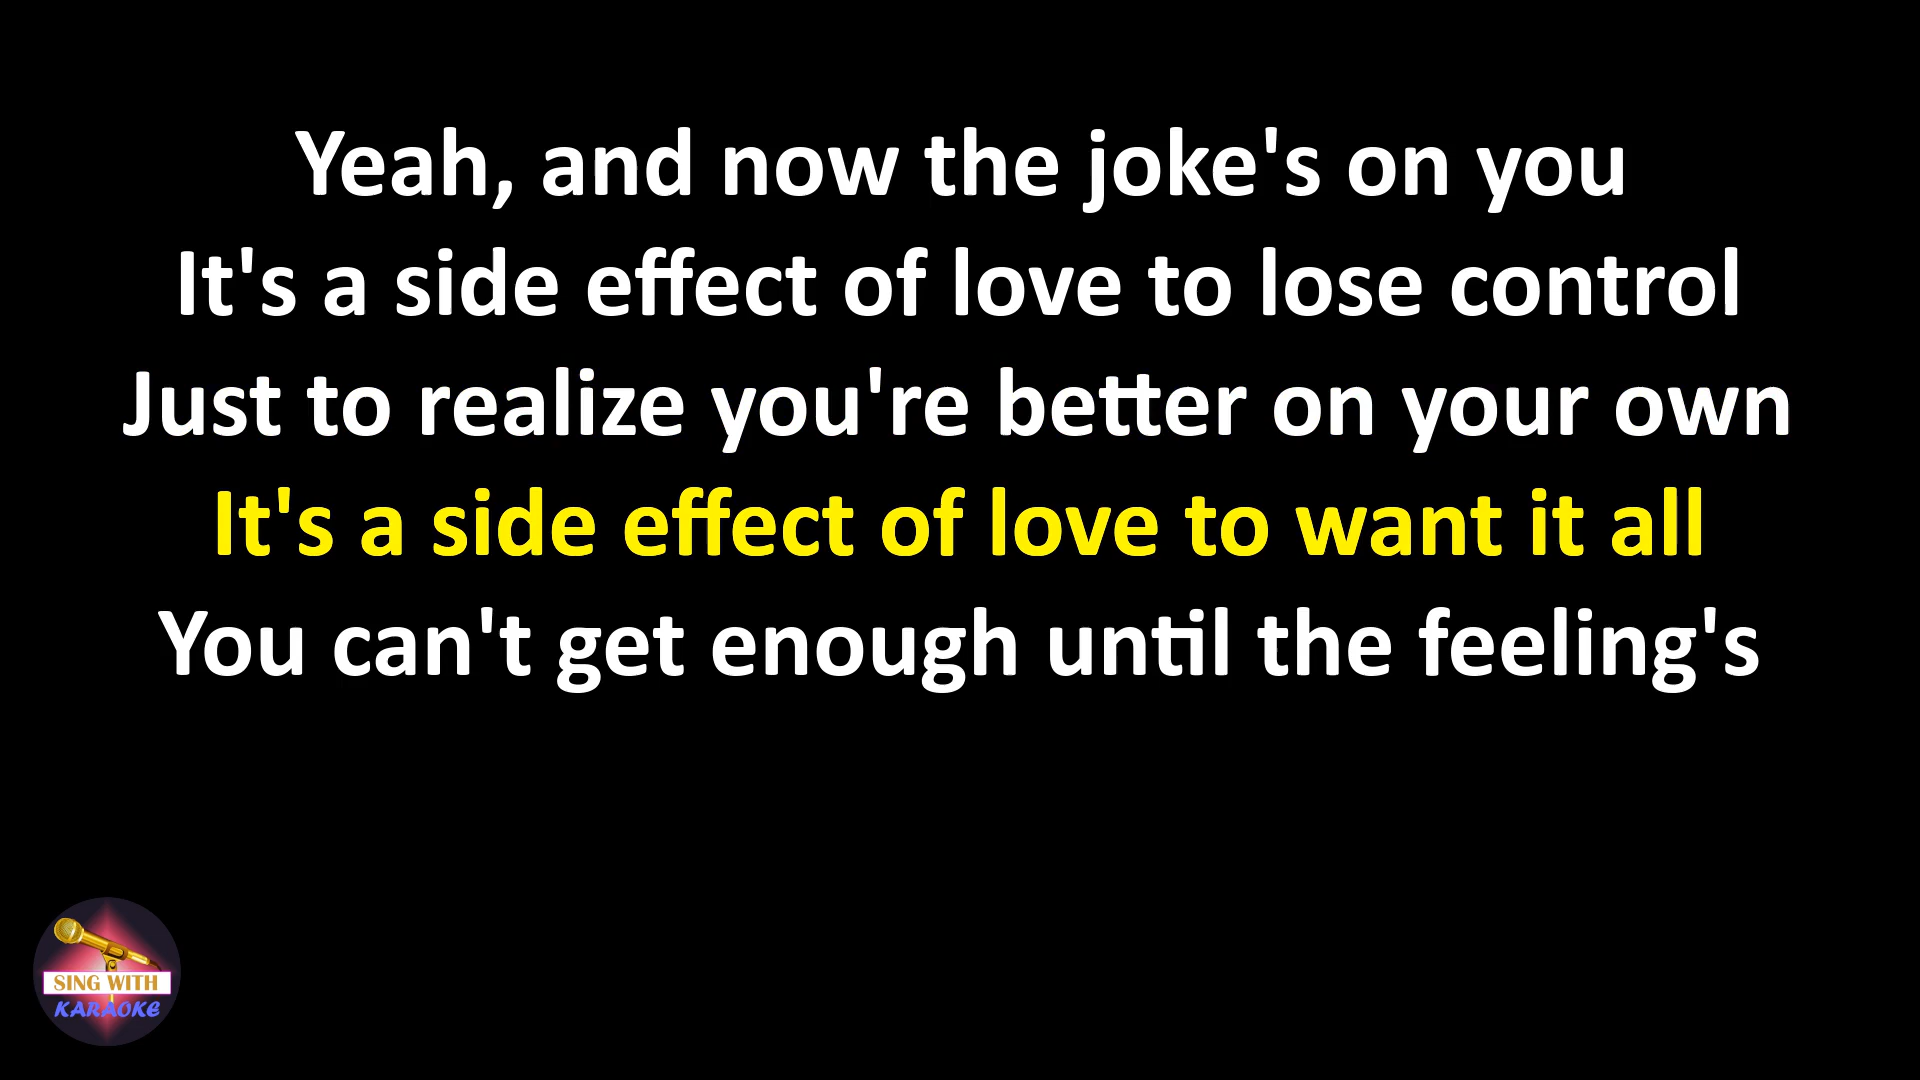 Yeah, and now the joke's on you
It's a side effect of love to lose control
Just to realize you're better on your own
It's a side effect of love to want it all
You can't get enough until the feeling's
SING WITH
KARAOKE